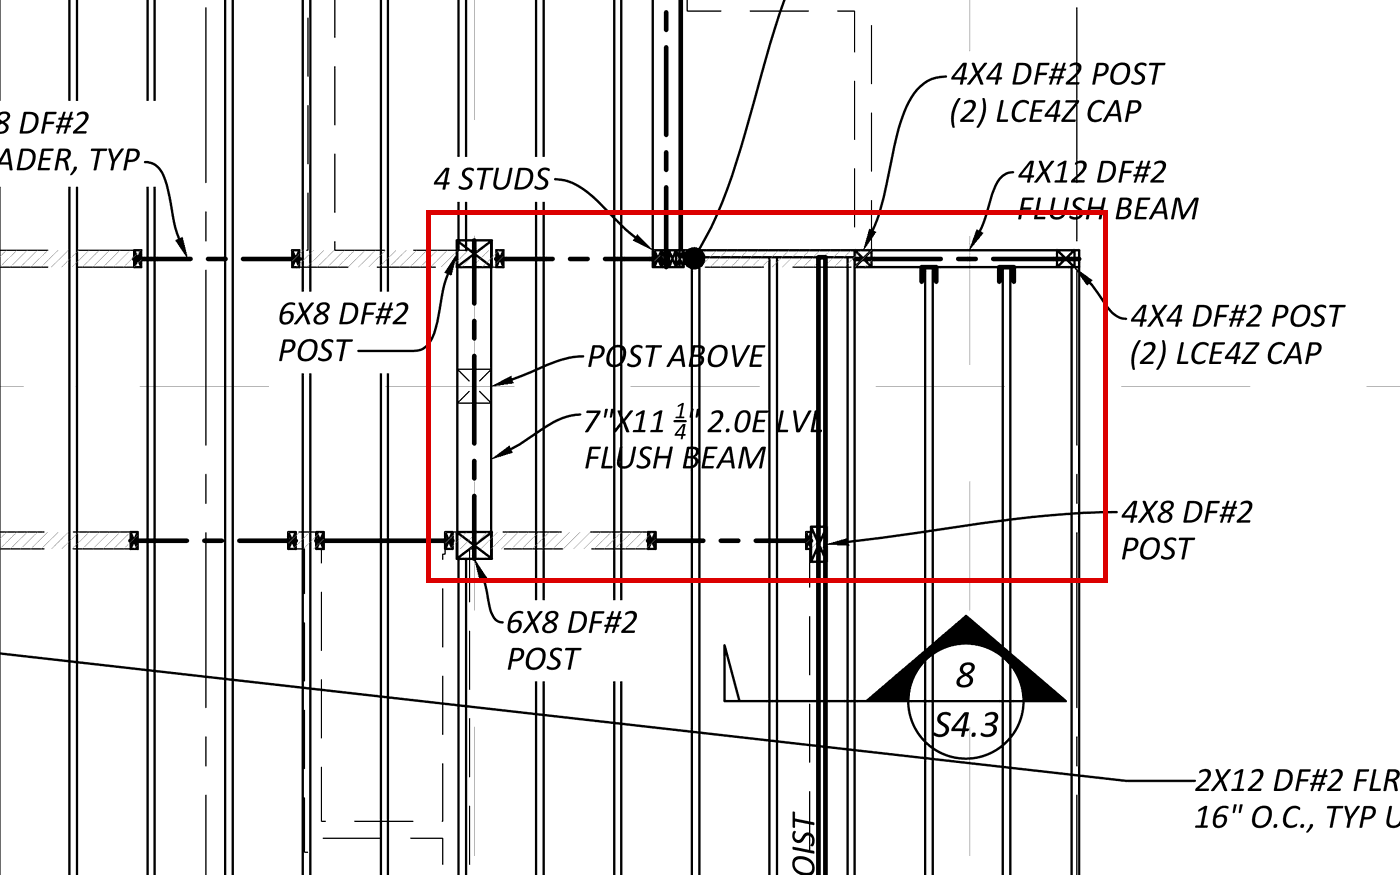 8 DF#2
ADER, TYP
4X4 DF#2 POST
(2) LCE4Z CAP
4 STUDS
4X12 DF#2
FLUSH BEAM
6X8 DF#2
POST
4X4 DF#2 POST
(2) LCE4Z CAP
POST ABOVE
7"X11 1/4" 2.0E LVL
FLUSH BEAM
4X8 DF#2
POST
6X8 DF#2
POST
8
S4.3
2X12 DF#2 FLR
16" O.C., TYP U
OIST